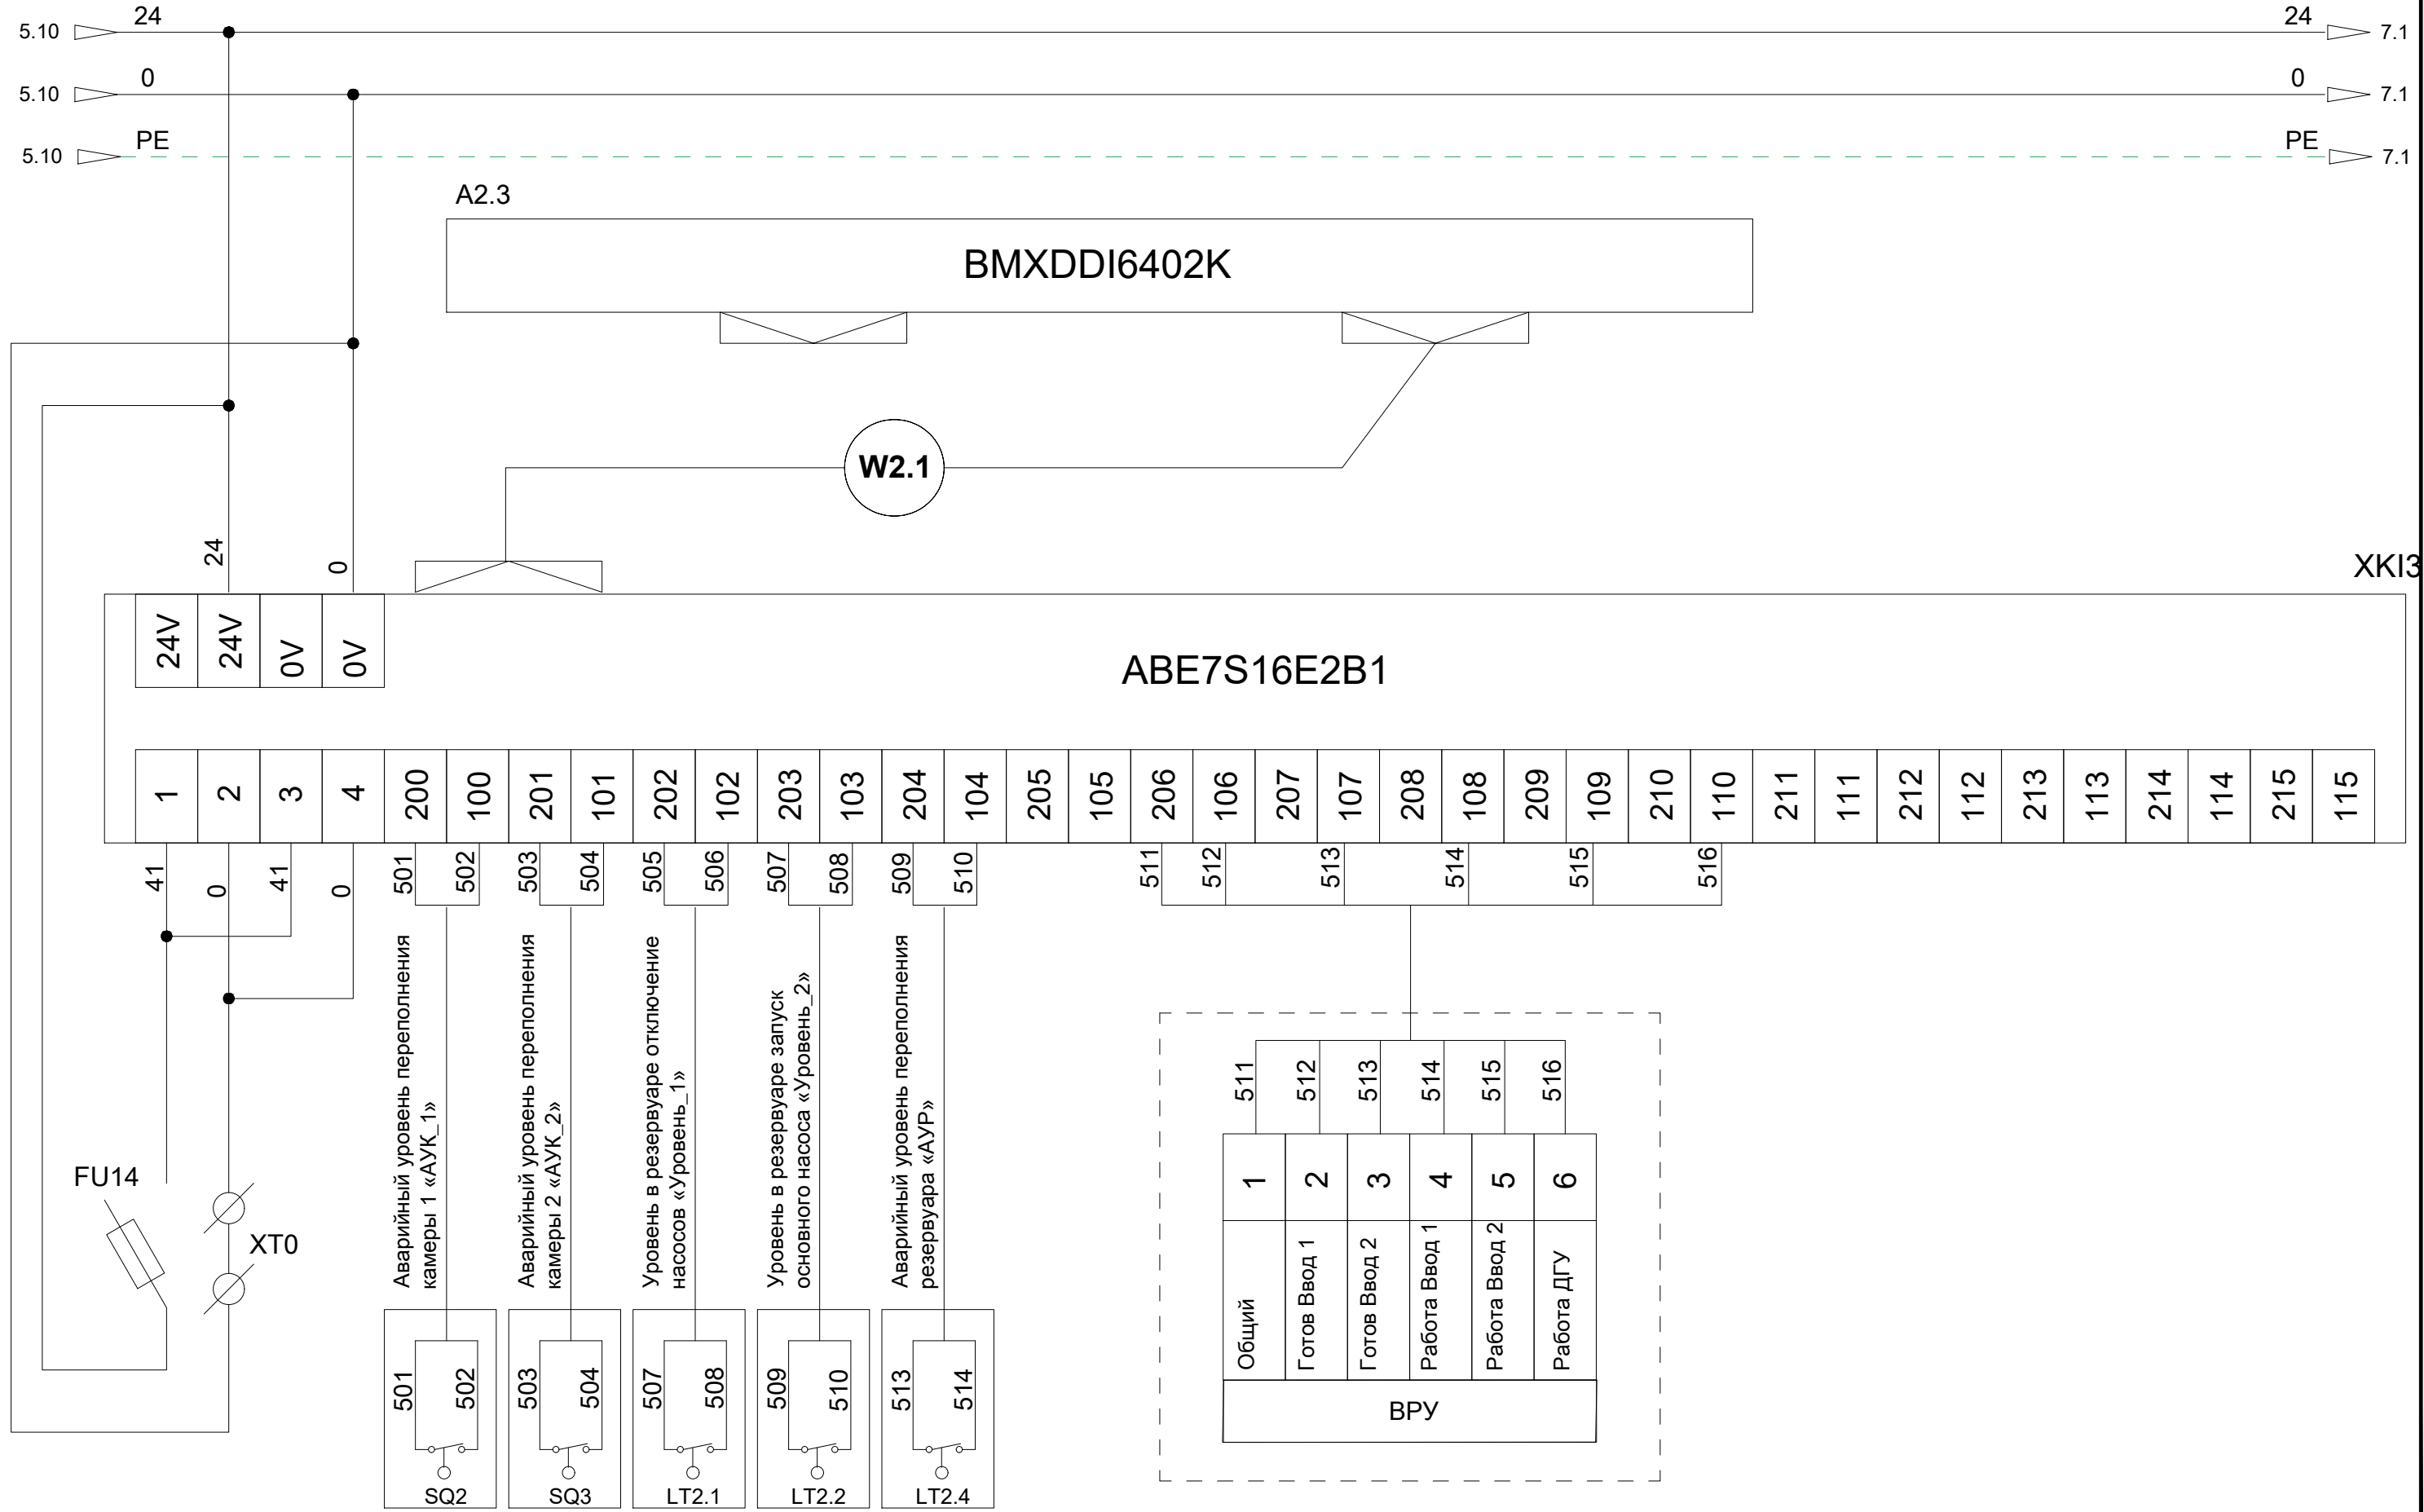 24
24
5.10
7.1
0
0
5.10
7.1
PE
PE
5.10
7.1
A2.3
BMXDDI6402K
W2.1
24
0
XKI3
24V
24V
0V
0V
ABE7S16E2B1
1
2
3
4
200
100
201
101
202
102
203
103
204
104
205
105
206
106
207
107
208
108
209
109
210
110
211
111
212
112
213
113
214
114
215
115
41
0
41
0
501
502
503
504
505
506
507
508
509
510
511
512
513
514
515
516
Аварийный уровень переполнения
камеры 1 «АУК_1»
Аварийный уровень переполнения
камеры 2 «АУК_2»
Уровень в резервуаре отключение
насосов «Уровень_1»
Уровень в резервуаре запуск
основного насоса «Уровень_2»
Аварийный уровень переполнения
резервуара «АУР»
511
512
513
514
515
516
FU14
XT0
1
2
3
4
5
6
Общий
Готов Ввод 1
Готов Ввод 2
Работа Ввод 1
Работа Ввод 2
Работа ДГУ
ВРУ
501
502
503
504
507
508
509
510
513
514
SQ2
SQ3
LT2.1
LT2.2
LT2.4